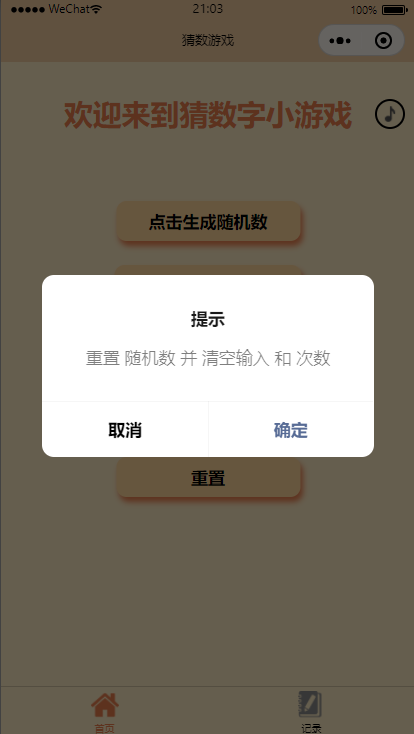 ●●●●● WeChat 21:03 100%
猜数游戏
欢迎来到猜数字小游戏
点击生成随机数
提示
重置 随机数 并 清空输入 和 次数
取消 确定
重置
首页 记录